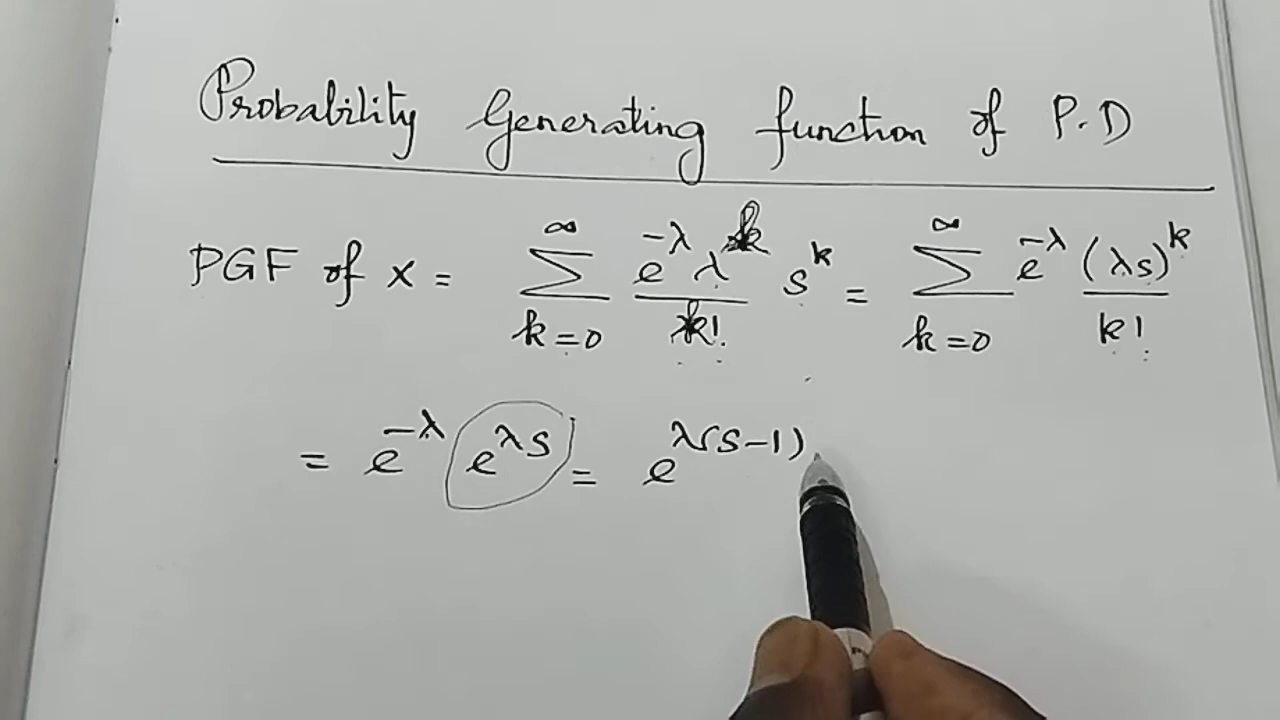 Probability Generating function of P.D
PGF of x = ∞∑k=0 e^-λ λ^k/k! s^k = ∞∑k=0 e^-λ (λs)^k/k!
= e^-λ e^λs = e^λ(s-1)